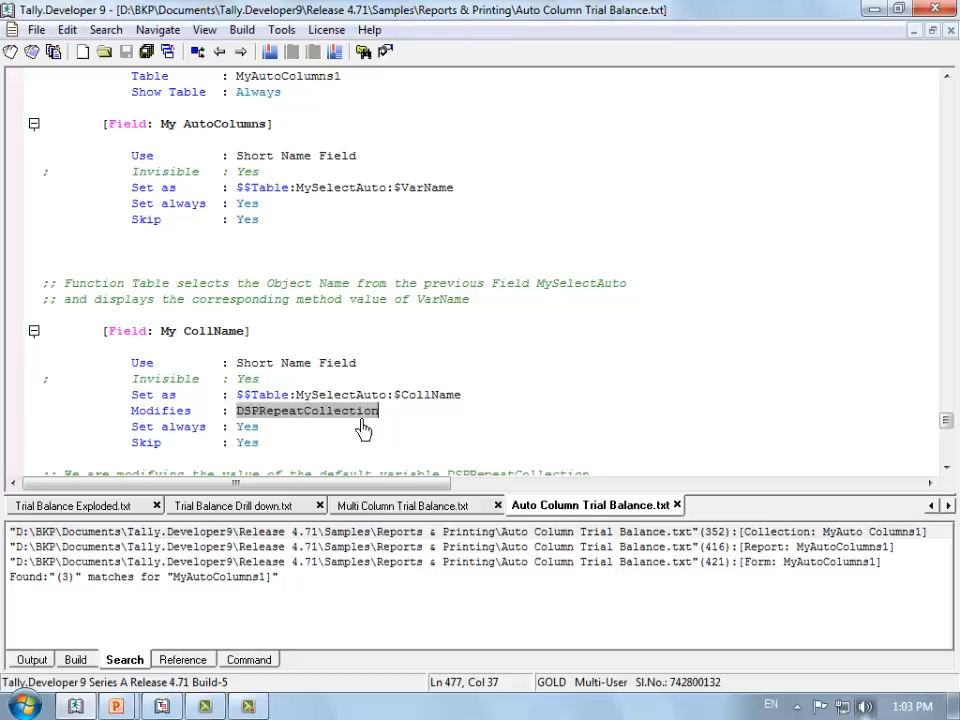 Tally.Developer 9 - [D:\BKP\Documents\Tally.Developer9\Release 4.71\Samples\Reports & Printing\Auto Column Trial Balance.txt]
File Edit Search Navigate View Build Tools License Help
Table : MyAutoColumns1
Show Table : Always
[Field: My AutoColumns]
Use : Short Name Field
; Invisible : Yes
Set as : $$Table:MySelectAuto:$VarName
Set always : Yes
Skip : Yes
;; Function Table selects the Object Name from the previous Field MySelectAuto
;; and displays the corresponding method value of VarName
[Field: My CollName]
Use : Short Name Field
; Invisible : Yes
Set as : $$Table:MySelectAuto:$CollName
Modifies : DSPRepeatCollection
Set always : Yes
Skip : Yes
;; We are modifying the value of the default variable DSPRepeatCollection
Trial Balance Exploded.txt Trial Balance Drill down.txt Multi Column Trial Balance.txt Auto Column Trial Balance.txt
"D:\BKP\Documents\Tally.Developer9\Release 4.71\Samples\Reports & Printing\Auto Column Trial Balance.txt"(352):[Collection: MyAuto Columns1]
"D:\BKP\Documents\Tally.Developer9\Release 4.71\Samples\Reports & Printing\Auto Column Trial Balance.txt"(416):[Report: MyAutoColumns1]
"D:\BKP\Documents\Tally.Developer9\Release 4.71\Samples\Reports & Printing\Auto Column Trial Balance.txt"(421):[Form: MyAutoColumns1]
Found:"(3)" matches for "MyAutoColumns1]"
Output Build Search Reference Command
Tally.Developer 9 Series A Release 4.71 Build-5 Ln 477, Col 37 GOLD Multi-User Sl.No.: 742800132
EN 1:03 PM